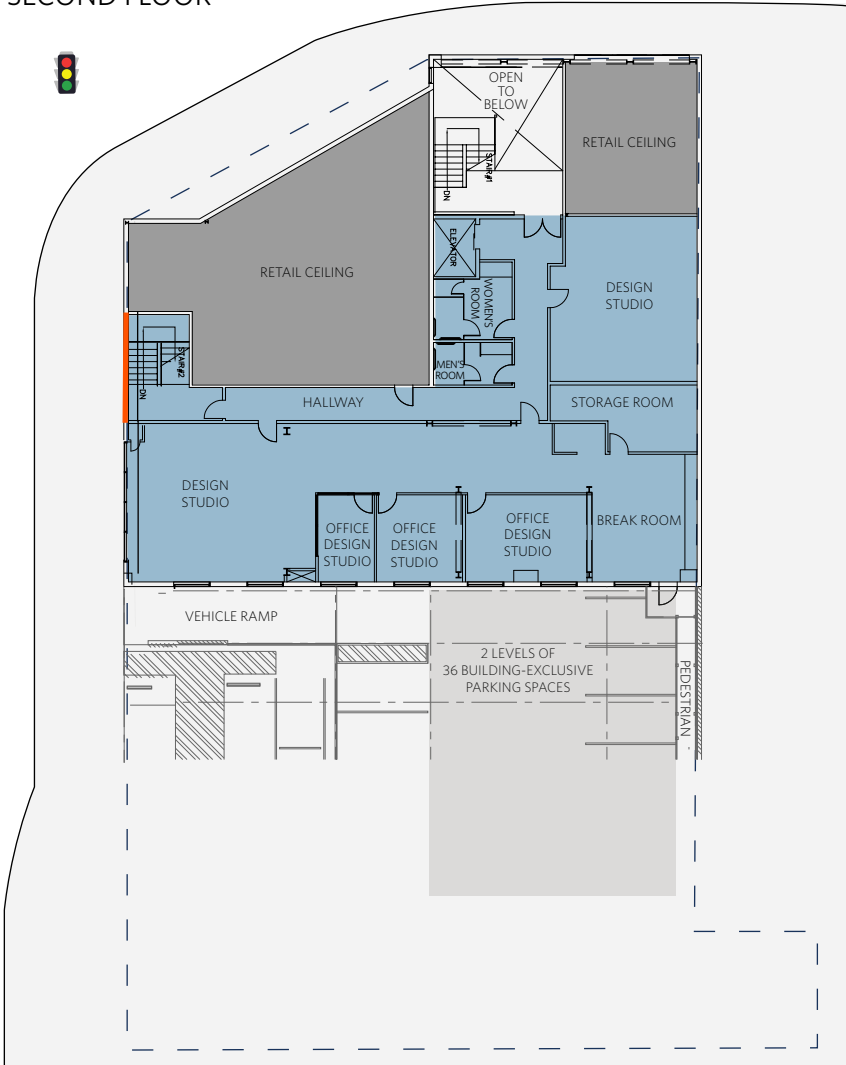 SECOND FLOOR
OPEN
TO
BELOW
RETAIL CEILING
STAIR#1
DN
ELEVATOR
RETAIL CEILING
WOMEN'S
ROOM
DESIGN
STUDIO
STAIR#2
DN
MEN'S
ROOM
HALLWAY
STORAGE ROOM
DESIGN
STUDIO
OFFICE
DESIGN
STUDIO
OFFICE
DESIGN
STUDIO
OFFICE
DESIGN
STUDIO
BREAK ROOM
VEHICLE RAMP
2 LEVELS OF
36 BUILDING-EXCLUSIVE
PARKING SPACES
PEDESTRIAN